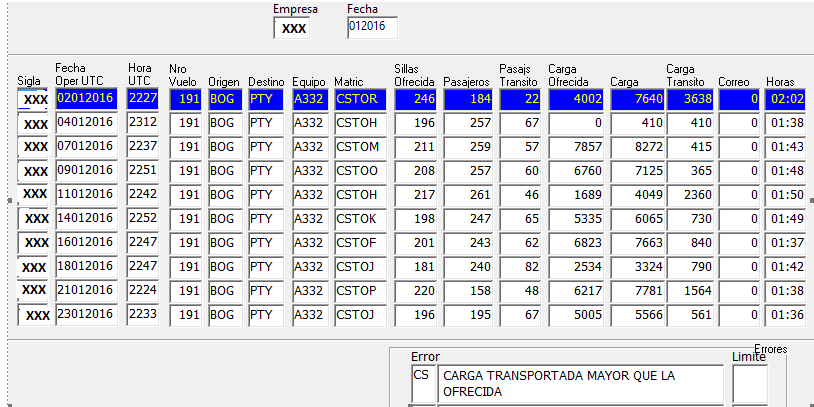 Empresa Fecha
XXX 012016
Sigla Fecha Oper UTC Hora UTC Nro Vuelo Origen Destino Equipo Matric Sillas Ofrecida Pasajeros Pasajs Transito Carga Ofrecida Carga Carga Transito Correo Horas
XXX 02012016 2227 191 BOG PTY A332 CSTOR 246 184 22 4002 7640 3638 0 02:02
XXX 04012016 2312 191 BOG PTY A332 CSTOH 196 257 67 0 410 410 0 01:38
XXX 07012016 2237 191 BOG PTY A332 CSTOM 211 259 57 7857 8272 415 0 01:43
XXX 09012016 2251 191 BOG PTY A332 CSTOO 208 257 60 6760 7125 365 0 01:48
XXX 11012016 2242 191 BOG PTY A332 CSTOH 217 261 46 1689 4049 2360 0 01:50
XXX 14012016 2252 191 BOG PTY A332 CSTOK 198 247 65 5335 6065 730 0 01:49
XXX 16012016 2247 191 BOG PTY A332 CSTOF 201 243 62 6823 7663 840 0 01:37
XXX 18012016 2247 191 BOG PTY A332 CSTOJ 181 240 82 2534 3324 790 0 01:42
XXX 21012016 2224 191 BOG PTY A332 CSTOP 220 158 48 6217 7781 1564 0 01:38
XXX 23012016 2233 191 BOG PTY A332 CSTOJ 196 195 67 5005 5566 561 0 01:36
Errores
Error Limite
CS CARGA TRANSPORTADA MAYOR QUE LA
OFRECIDA